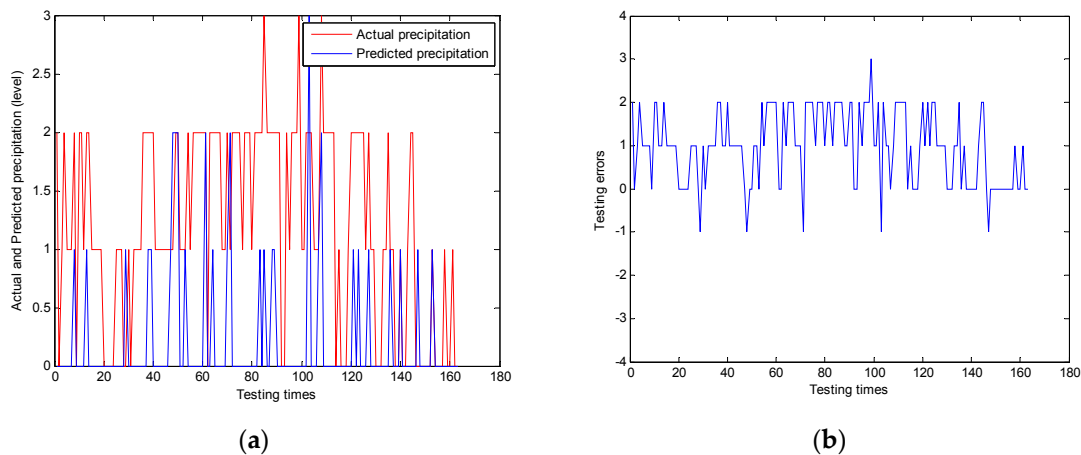 3
2.5
2
1.5
1
0.5
0
Actual and Predicted precipitation (level)
Actual precipitation
Predicted precipitation
0 20 40 60 80 100 120 140 160 180
Testing times
(a)
4
3
2
1
0
-1
-2
-3
-4
Testing errors
0 20 40 60 80 100 120 140 160 180
Testing times
(b)